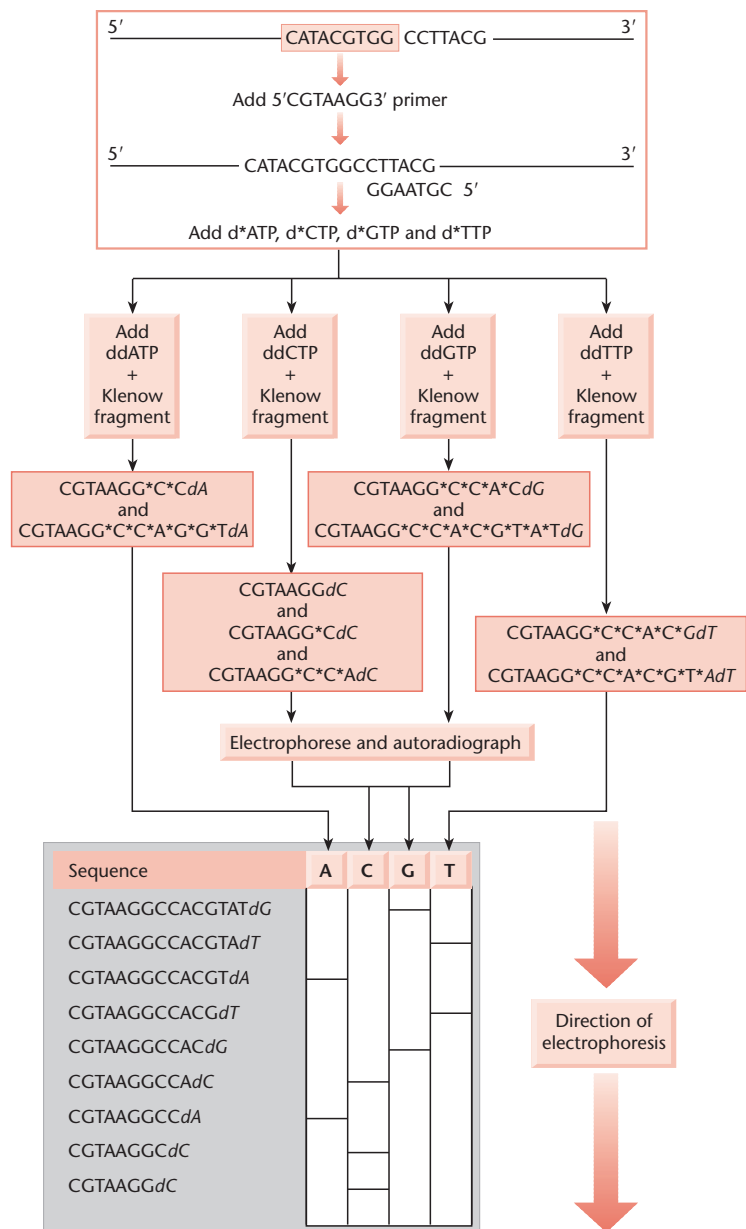 5′ CATACGTGG CCTTACG 3′
Add 5′CGTAAGG3′ primer
5′ CATACGTGGCCTTACG 3′
GGAATGC 5′
Add d*ATP, d*CTP, d*GTP and d*TTP
Add
ddATP
+
Klenow
fragment
Add
ddCTP
+
Klenow
fragment
Add
ddGTP
+
Klenow
fragment
Add
ddTTP
+
Klenow
fragment
CGTAAGG*C*CdA
and
CGTAAGG*C*C*A*G*G*TdA
CGTAAGG*C*C*A*CdG
and
CGTAAGG*C*C*A*C*G*T*A*TdG
CGTAAGGdC
and
CGTAAGG*CdC
and
CGTAAGG*C*C*AdC
CGTAAGG*C*C*A*C*GdT
and
CGTAAGG*C*C*A*C*G*T*AdT
Electrophorese and autoradiograph
Sequence A C G T
CGTAAGGCCACGTATdG
CGTAAGGCCACGTAdT
CGTAAGGCCACGTdA
CGTAAGGCCACGdT
CGTAAGGCCACdG
CGTAAGGCCAdC
CGTAAGGCCdA
CGTAAGGCdC
CGTAAGGdC
Direction of
electrophoresis